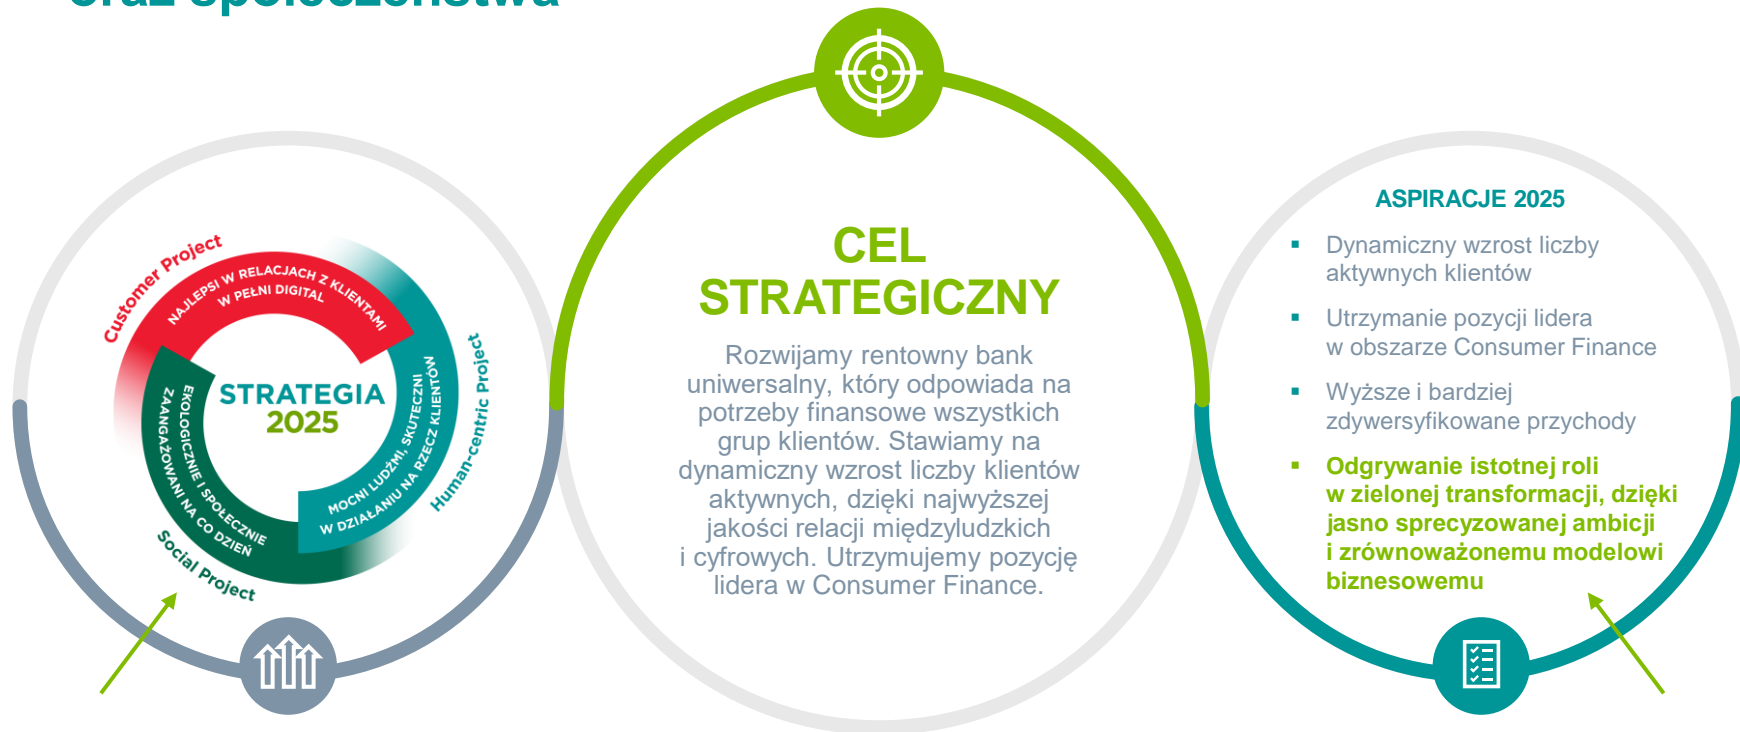 oraz społeczeństwa
Customer Project
NAJLEPSI W RELACJACH Z KLIENTAMI
W PEŁNI DIGITAL
Human-centric Project
MOCNI LUDŹMI, SKUTECZNI
W DZIAŁANIU NA RZECZ KLIENTÓW
Social Project
EKOLOGICZNIE I SPOŁECZNIE
ZAANGAŻOWANI NA CO DZIEŃ
STRATEGIA
2025
CEL
STRATEGICZNY
Rozwijamy rentowny bank
uniwersalny, który odpowiada na
potrzeby finansowe wszystkich
grup klientów. Stawiamy na
dynamiczny wzrost liczby klientów
aktywnych, dzięki najwyższej
jakości relacji międzyludzkich
i cyfrowych. Utrzymujemy pozycję
lidera w Consumer Finance.
ASPIRACJE 2025
▪ Dynamiczny wzrost liczby
aktywnych klientów
▪ Utrzymanie pozycji lidera
w obszarze Consumer Finance
▪ Wyższe i bardziej
zdywersyfikowane przychody
▪ Odgrywanie istotnej roli
w zielonej transformacji, dzięki
jasno sprecyzowanej ambicji
i zrównoważonemu modelowi
biznesowemu